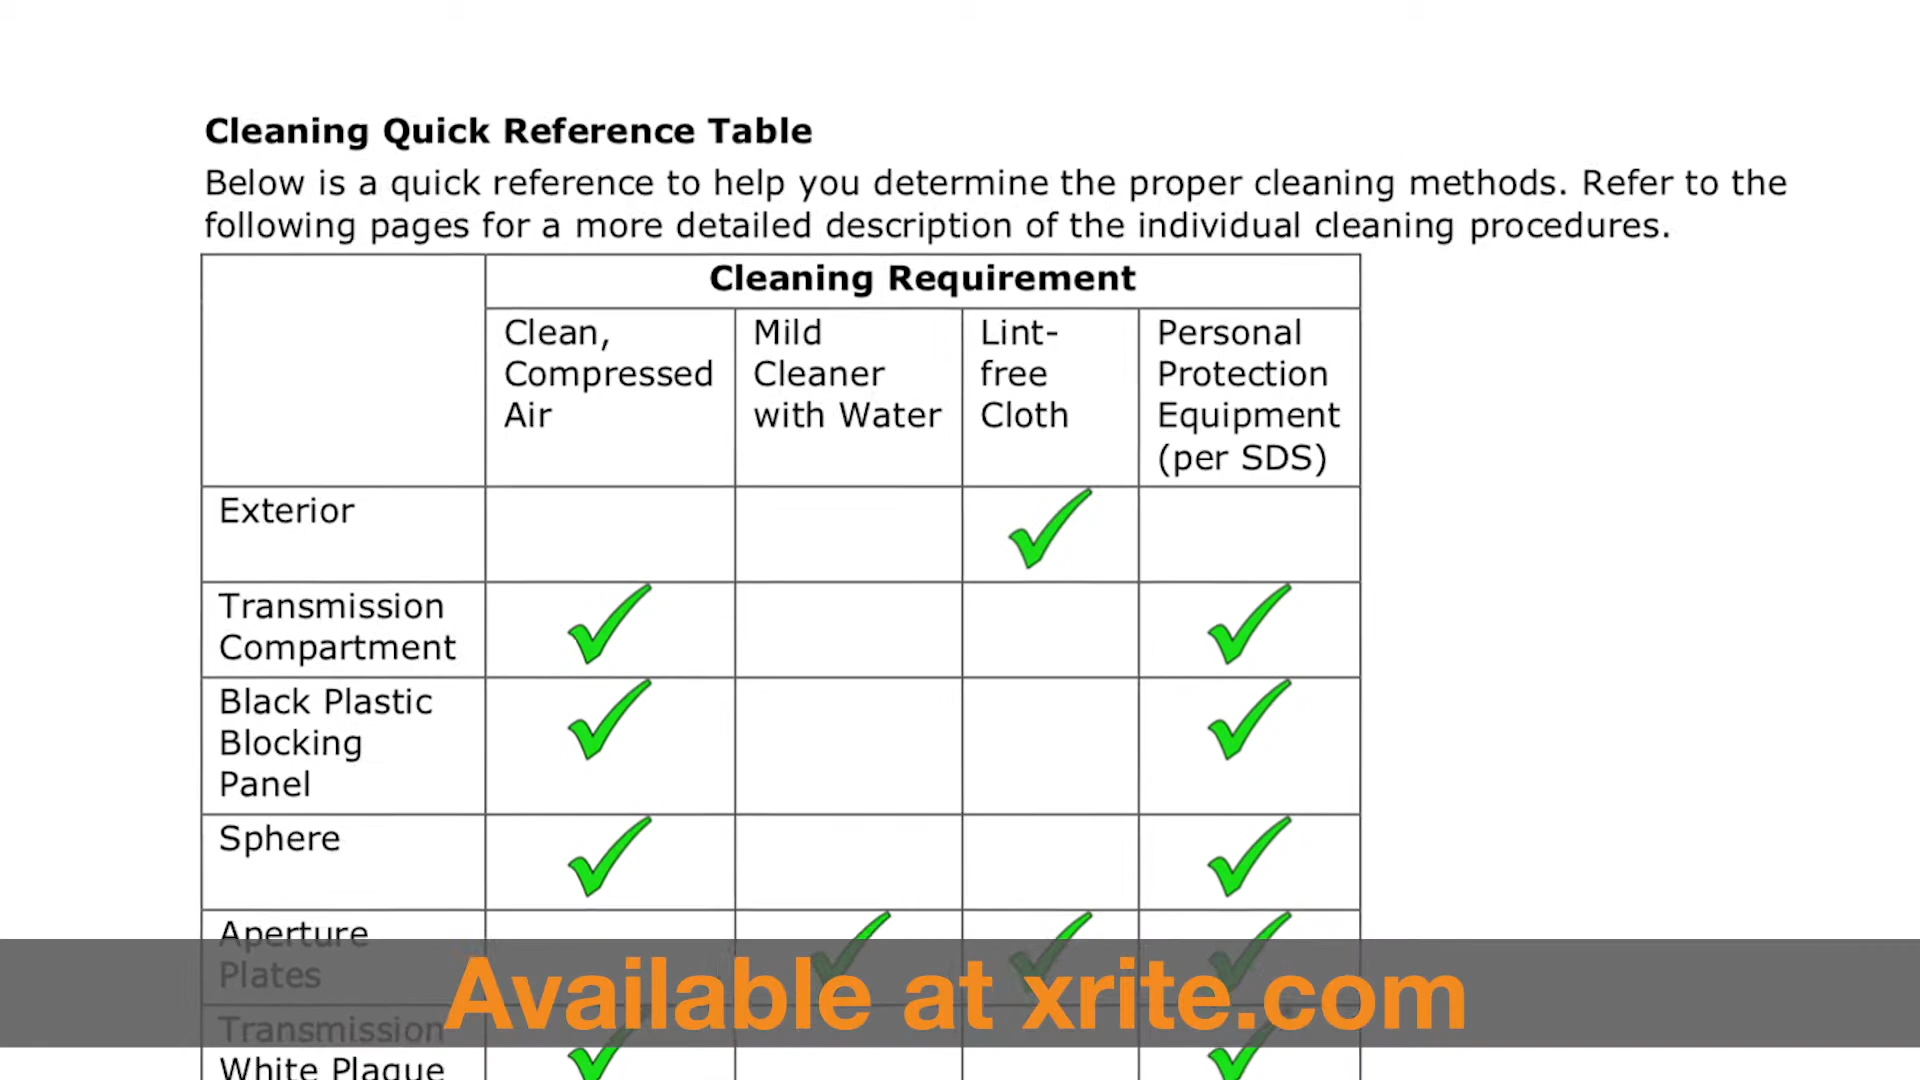 Cleaning Quick Reference Table
Below is a quick reference to help you determine the proper cleaning methods. Refer to the
following pages for a more detailed description of the individual cleaning procedures.
Cleaning Requirement
Clean,
Compressed
Air
Mild
Cleaner
with Water
Lint-
free
Cloth
Personal
Protection
Equipment
(per SDS)
Exterior
Transmission
Compartment
Black Plastic
Blocking
Panel
Sphere
Aperture
Plates
Transmission
White Plaque
Available at xrite.com